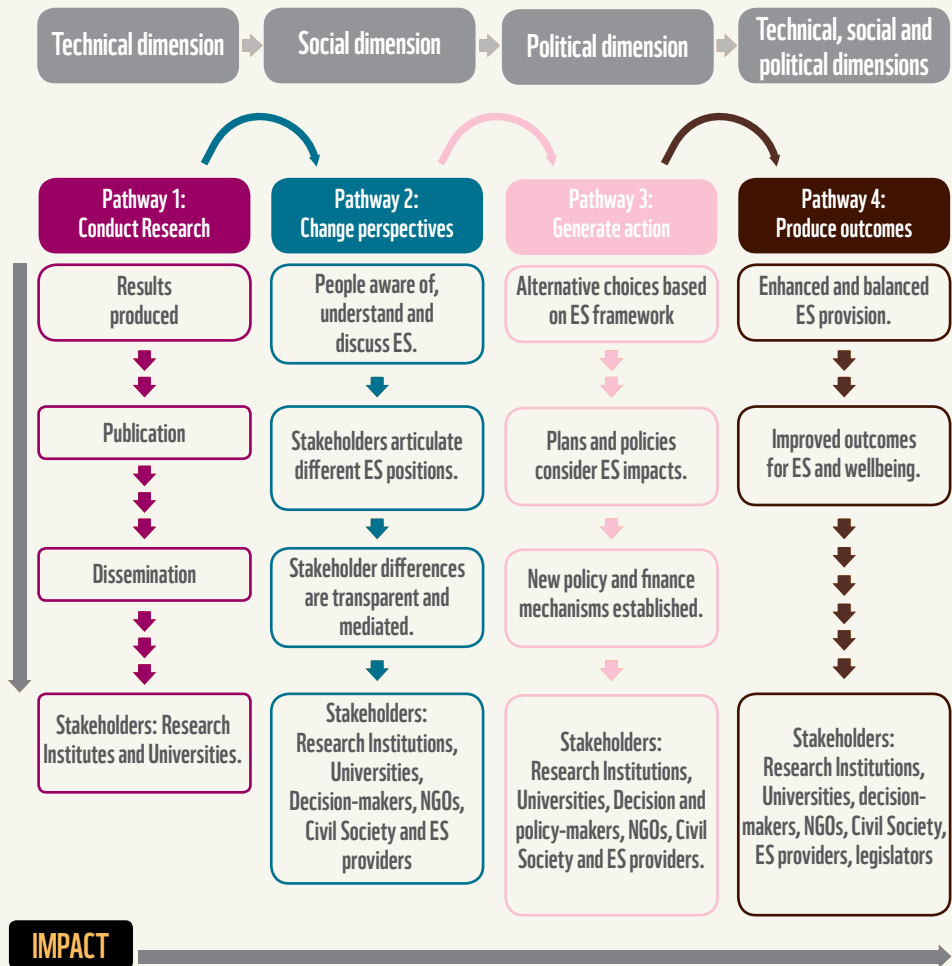 Technical dimension
Social dimension
Political dimension
Technical, social and
political dimensions
Pathway 1:
Conduct Research
Results
produced
Publication
Dissemination
Stakeholders: Research
Institutes and Universities.
Pathway 2:
Change perspectives
People aware of,
understand and
discuss ES.
Stakeholders articulate
different ES positions.
Stakeholder differences
are transparent and
mediated.
Stakeholders:
Research Institutions,
Universities,
Decision-makers, NGOs,
Civil Society and ES
providers
Pathway 3:
Generate action
Alternative choices based
on ES framework
Plans and policies
consider ES impacts.
New policy and finance
mechanisms established.
Stakeholders:
Research Institutions,
Universities, Decision and
policy-makers, NGOs, Civil
Society and ES providers.
Pathway 4:
Produce outcomes
Enhanced and balanced
ES provision.
Improved outcomes
for ES and wellbeing.
Stakeholders:
Research Institutions,
Universities, decision-
makers, NGOs, Civil Society,
ES providers, legislators
IMPACT